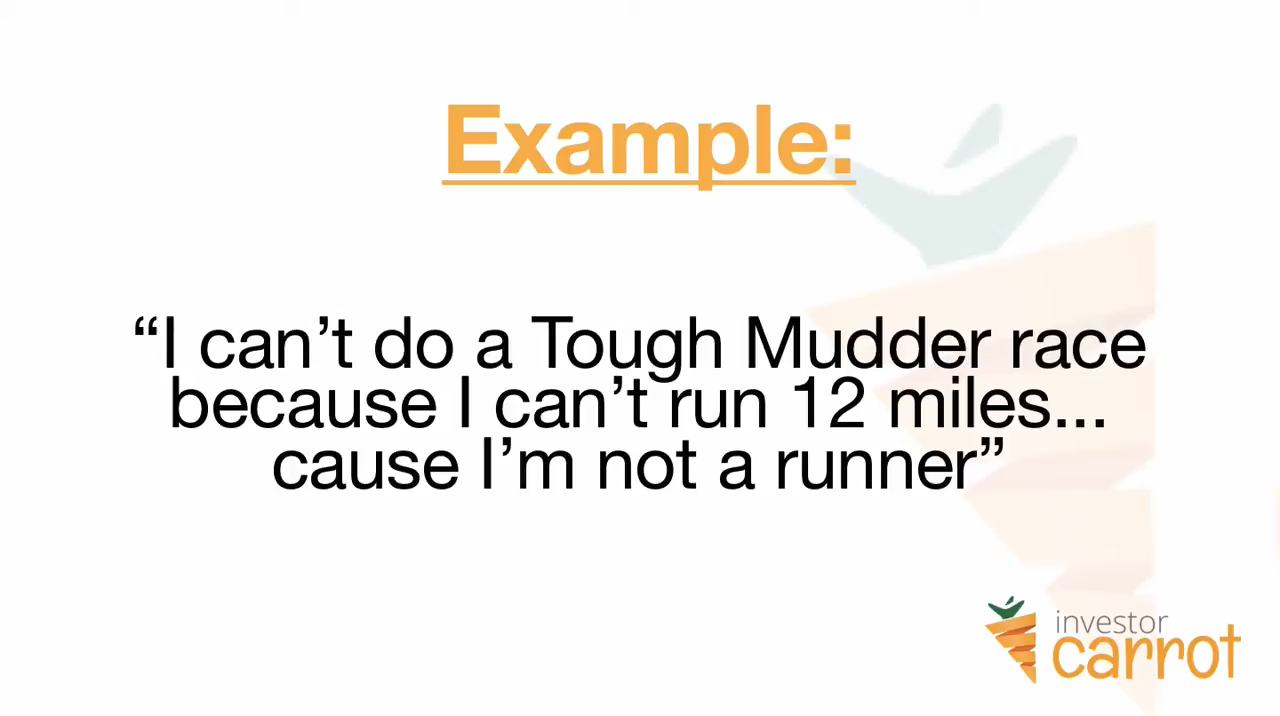 Example:
“I can’t do a Tough Mudder race
because I can’t run 12 miles...
cause I’m not a runner”
investor
carrot